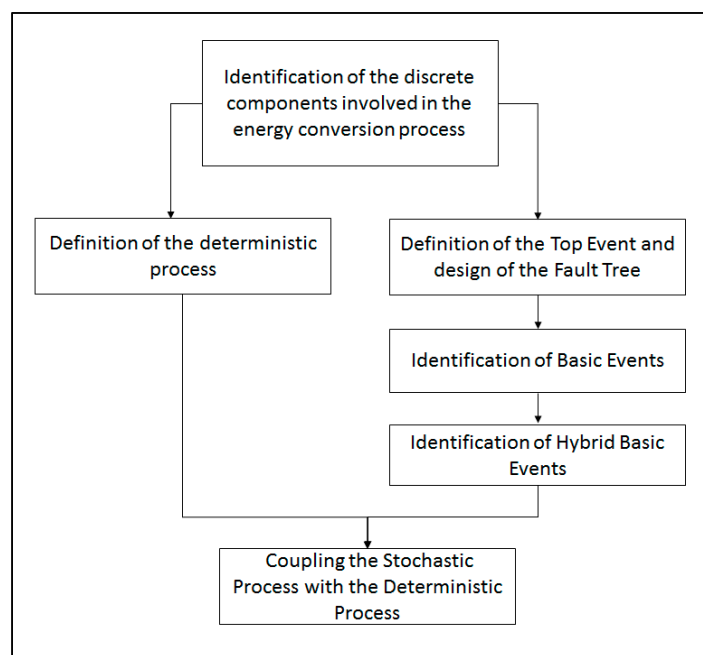 Identification of the discrete
components involved in the
energy conversion process
Definition of the deterministic
process
Definition of the Top Event and
design of the Fault Tree
Identification of Basic Events
Identification of Hybrid Basic
Events
Coupling the Stochastic
Process with the Deterministic
Process